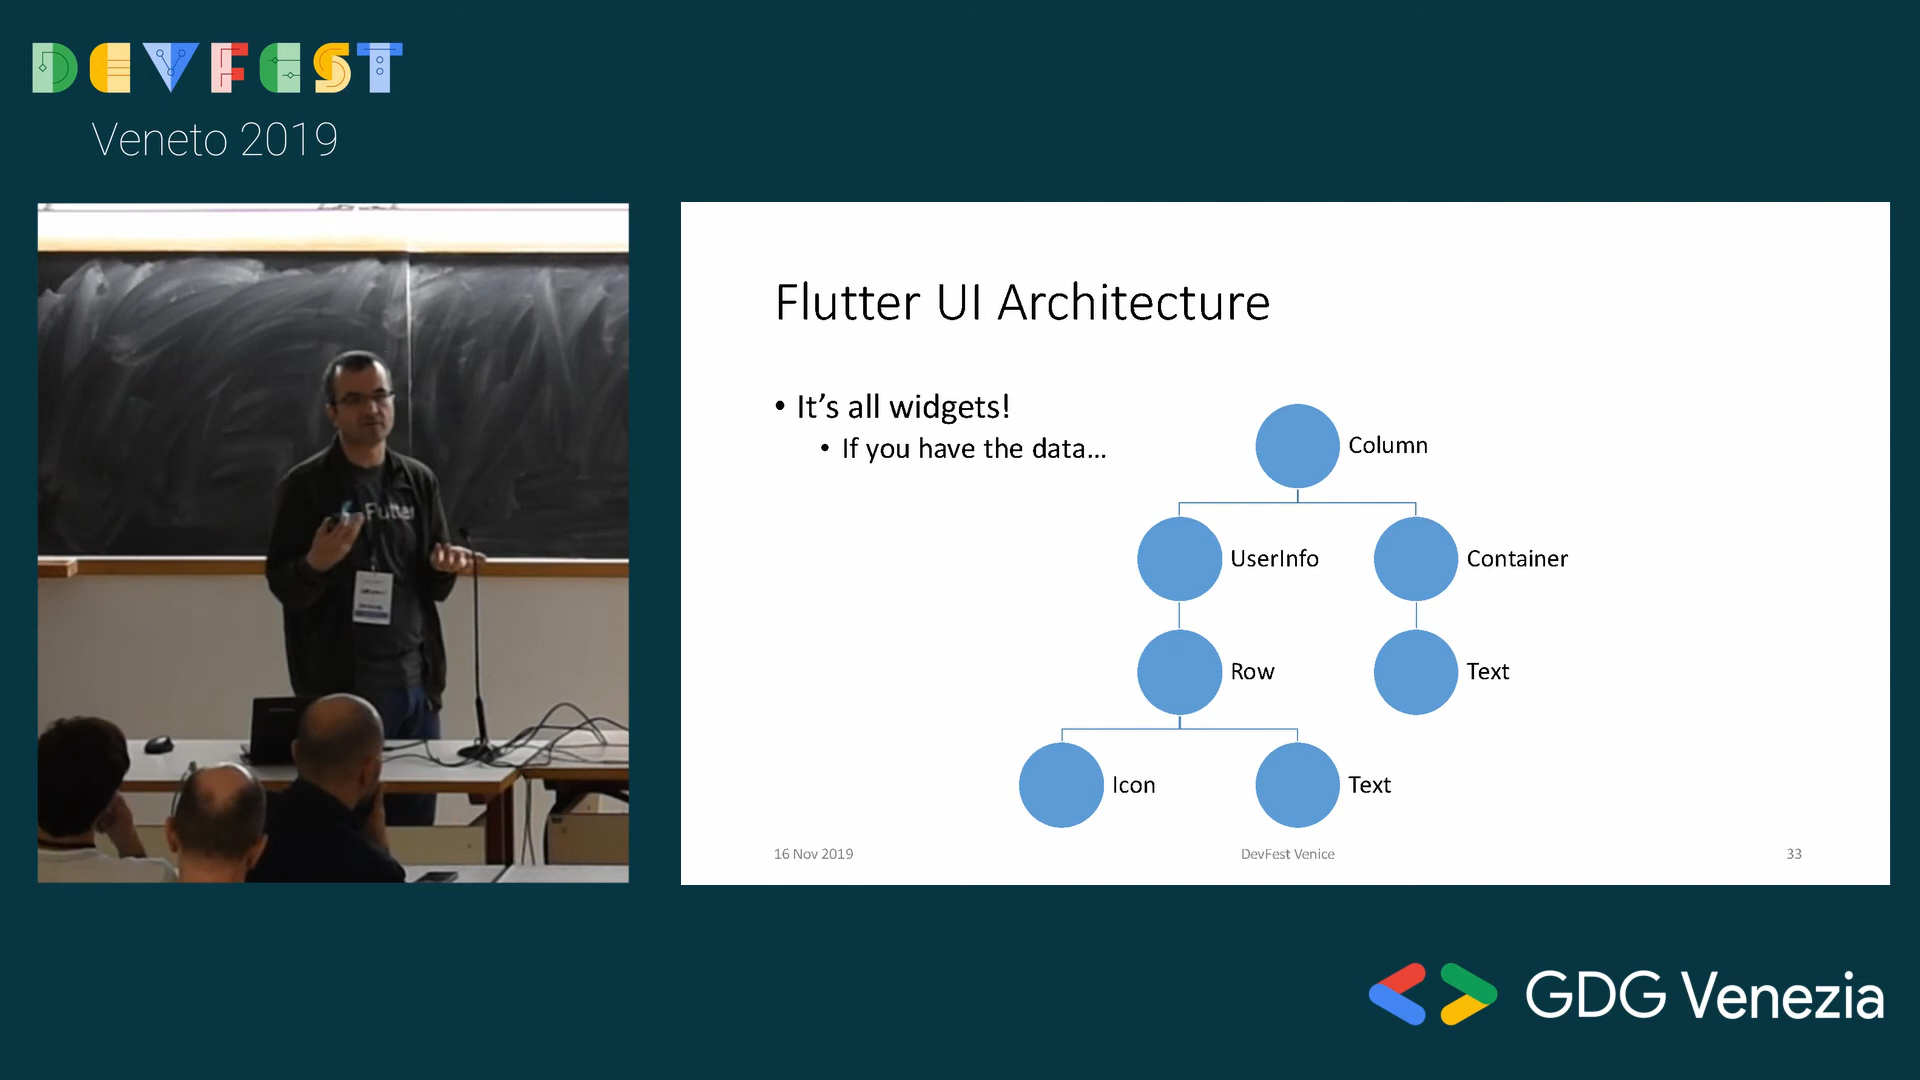 DEVFEST
Veneto 2019
Flutter
Flutter UI Architecture
• It's all widgets!
• If you have the data...
Column
UserInfo
Container
Row
Text
Icon
Text
16 Nov 2019
DevFest Venice
33
GDG Venezia